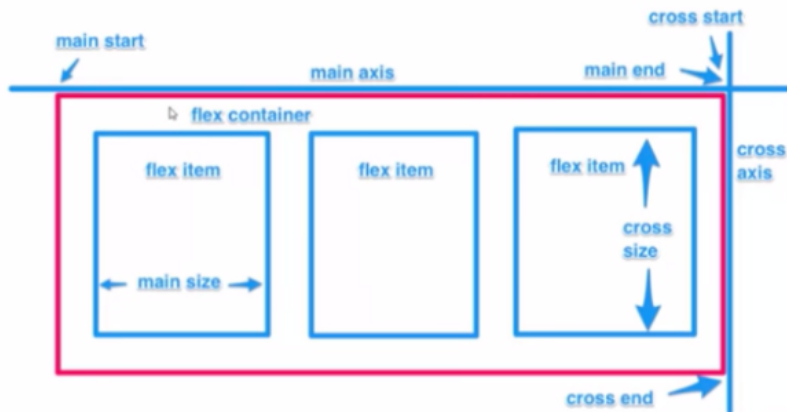 cross start
main start
main axis
main end
flex container
cross
axis
flex item
flex item
flex item
cross
size
main size
cross end